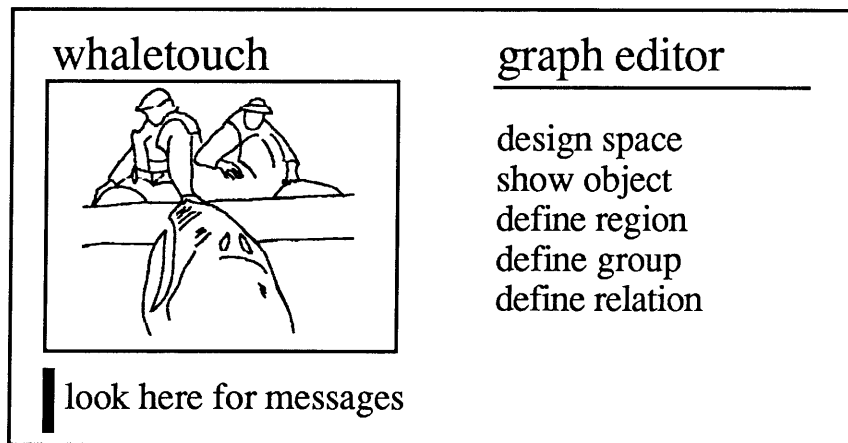 whaletouch
look here for messages
graph editor
design space
show object
define region
define group
define relation